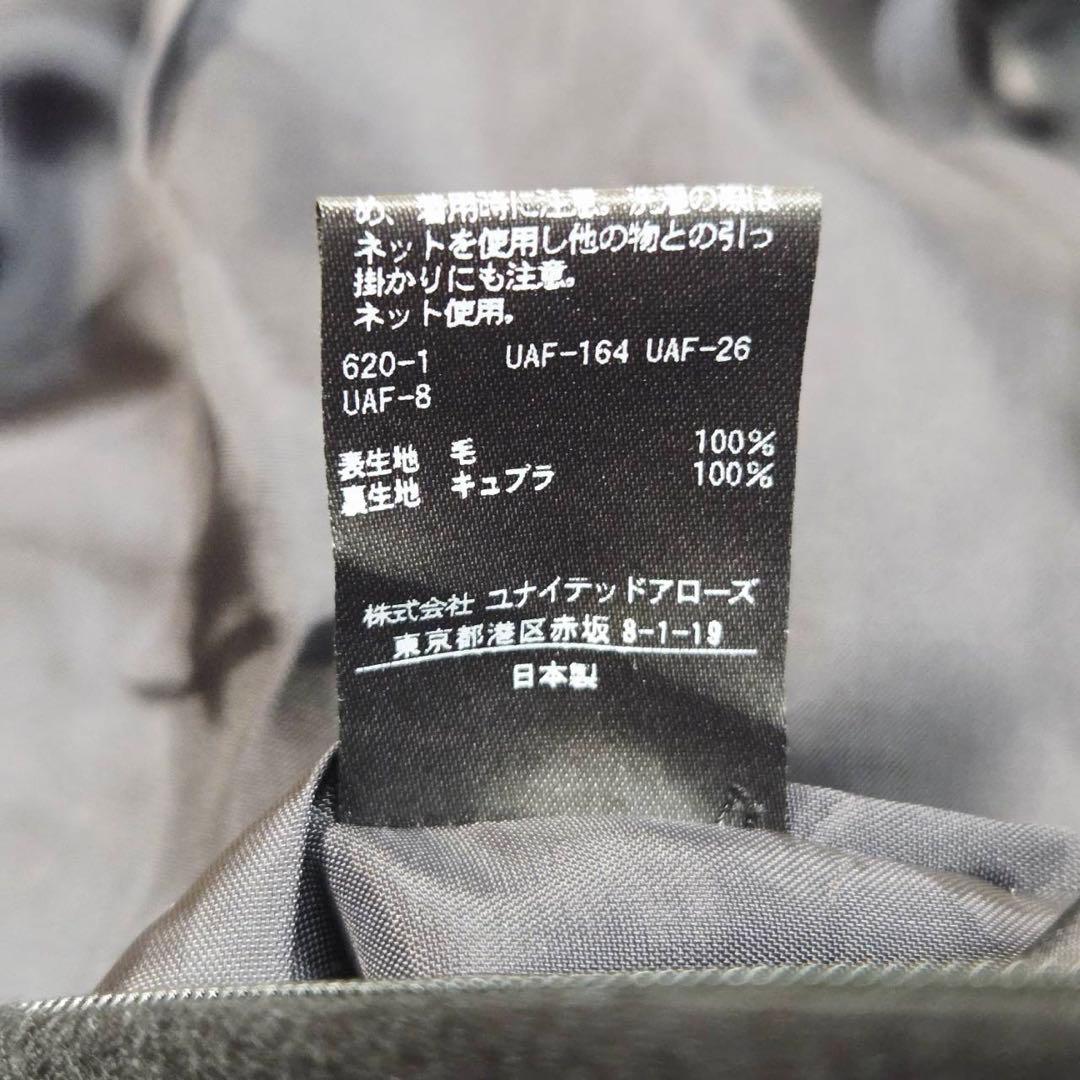 め、着用時に注意。洗濯の際は
ネットを使用し他の物との引っ
掛かりにも注意。
ネット使用。
620-1 UAF-164 UAF-26
UAF-8
表生地 毛 100%
裏生地 キュプラ 100%
株式会社 ユナイテッドアローズ
東京都港区赤坂 8-1-19
日本製